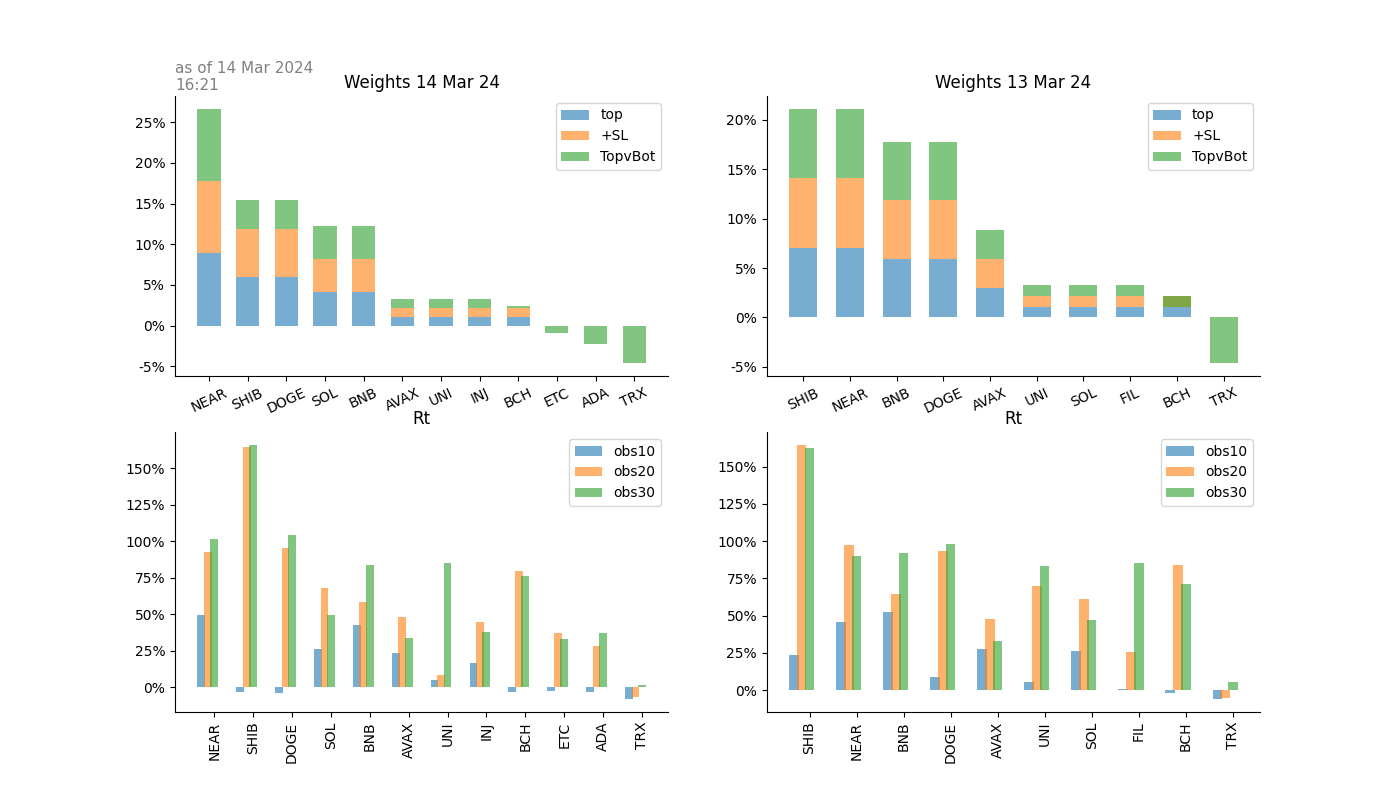 as of 14 Mar 2024
16:21
Weights 14 Mar 24
25%
20%
15%
10%
5%
0%
-5%
top
+SL
TopvBot
NEAR SHIB DOGE SOL BNB AVAX UNI INJ BCH ETC ADA TRX
Weights 13 Mar 24
20%
15%
10%
5%
0%
-5%
top
+SL
TopvBot
SHIB NEAR BNB DOGE AVAX UNI SOL FIL BCH TRX
Rt
150%
125%
100%
75%
50%
25%
0%
obs10
obs20
obs30
NEAR SHIB DOGE SOL BNB AVAX UNI INJ BCH ETC ADA TRX
Rt
150%
125%
100%
75%
50%
25%
0%
obs10
obs20
obs30
SHIB NEAR BNB DOGE AVAX UNI SOL FIL BCH TRX